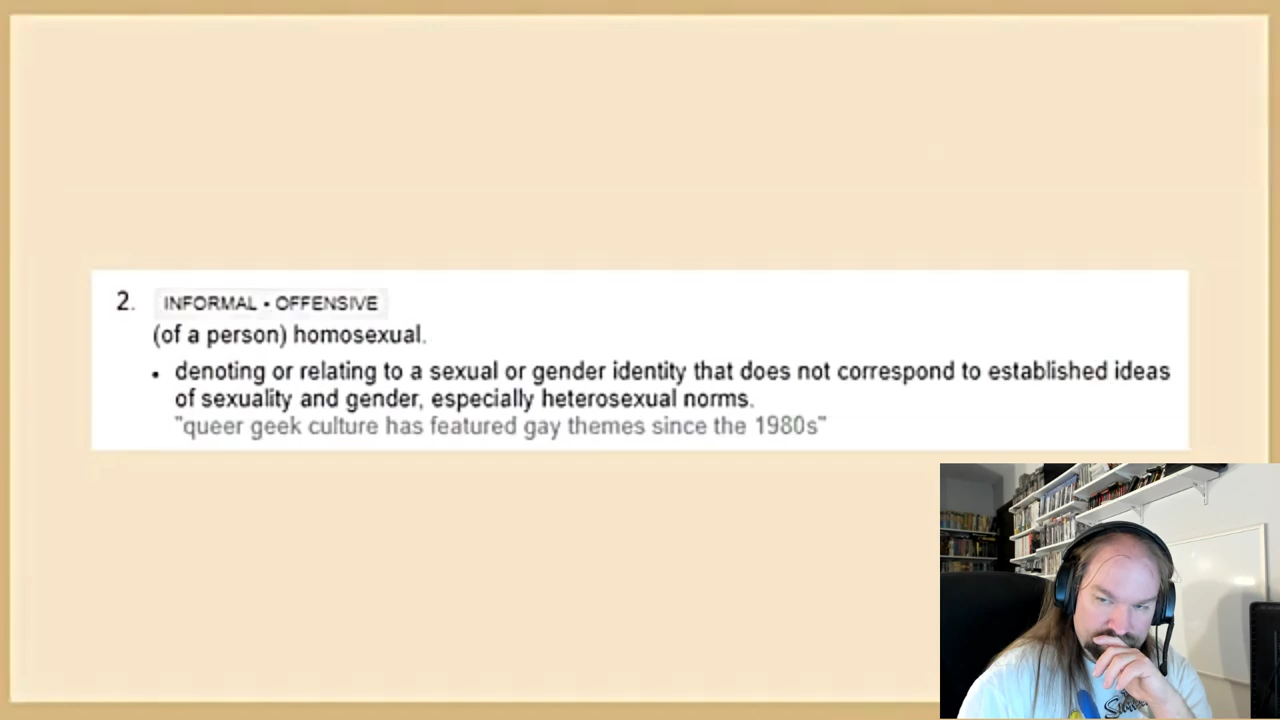 2. INFORMAL • OFFENSIVE
(of a person) homosexual.
• denoting or relating to a sexual or gender identity that does not correspond to established ideas
of sexuality and gender, especially heterosexual norms.
"queer geek culture has featured gay themes since the 1980s"